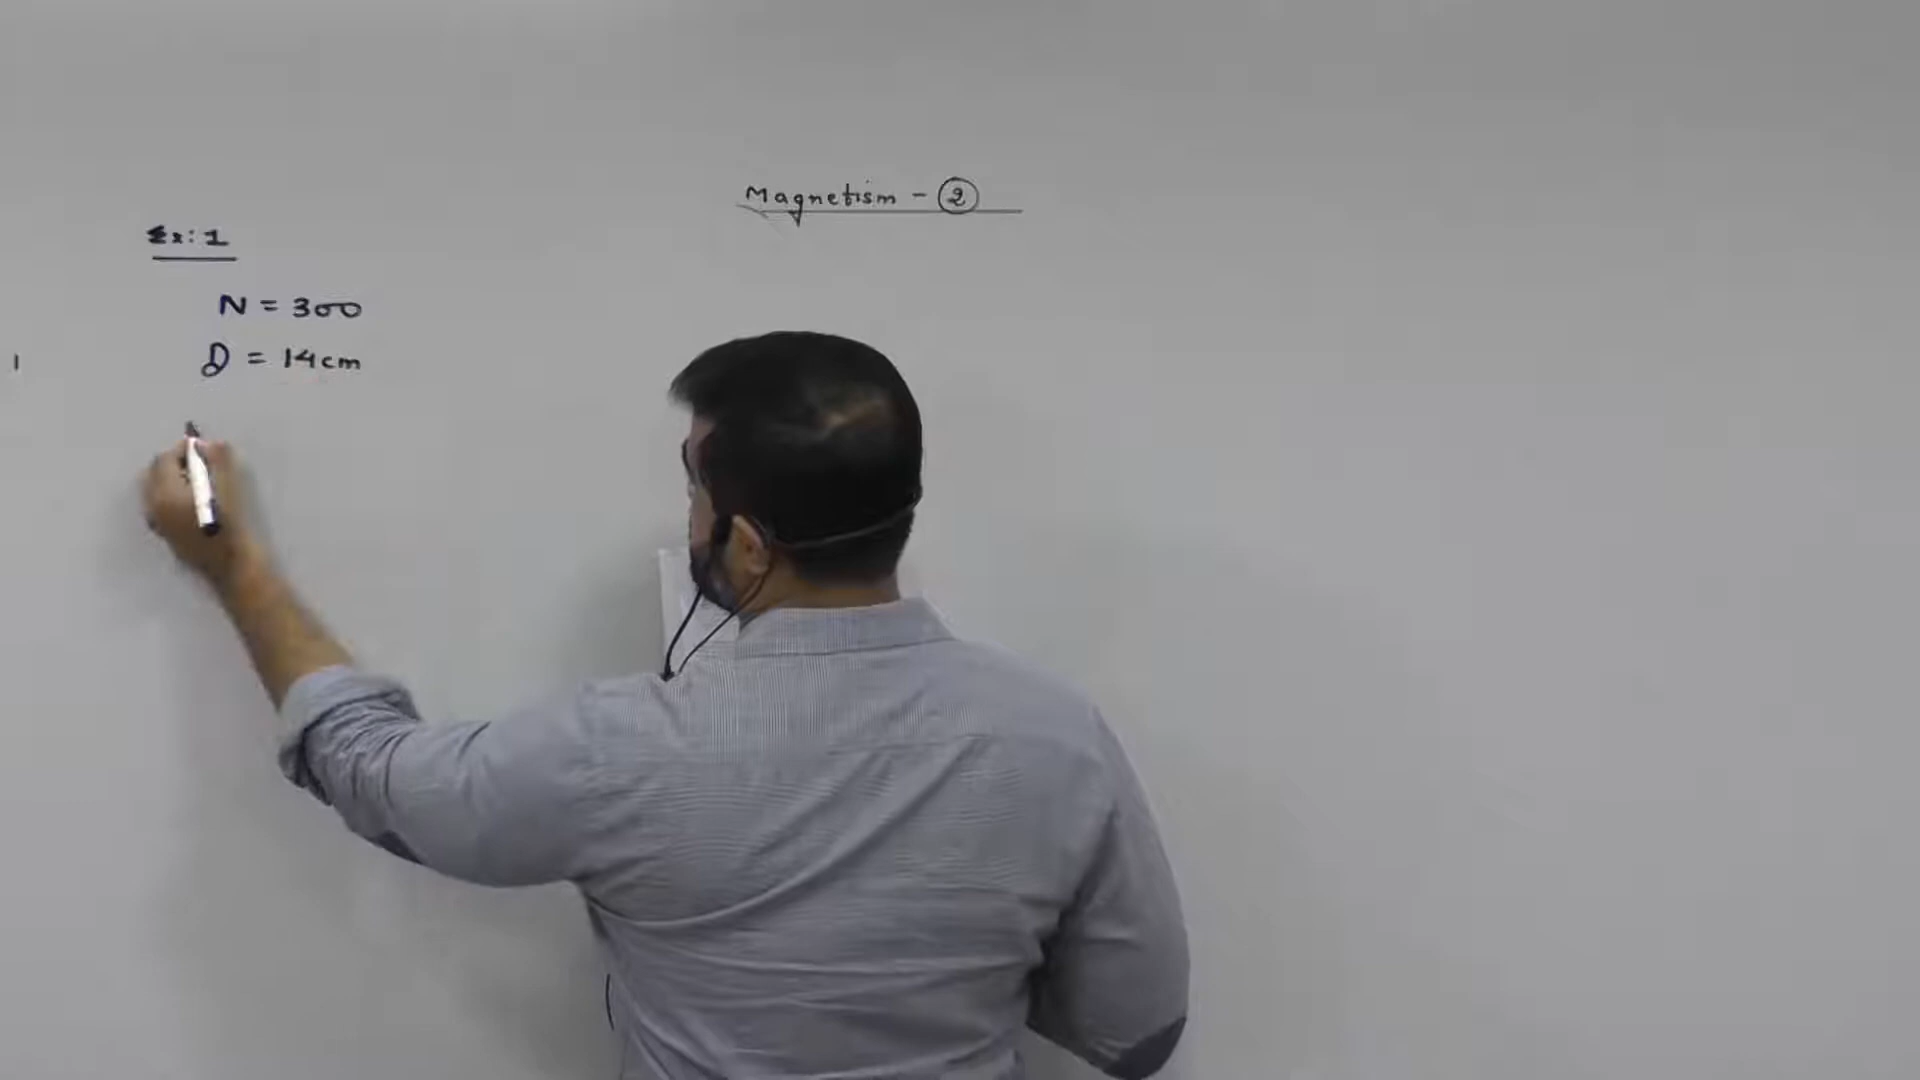 Magnetism - 2
Ex: 1
N = 300
D = 14cm